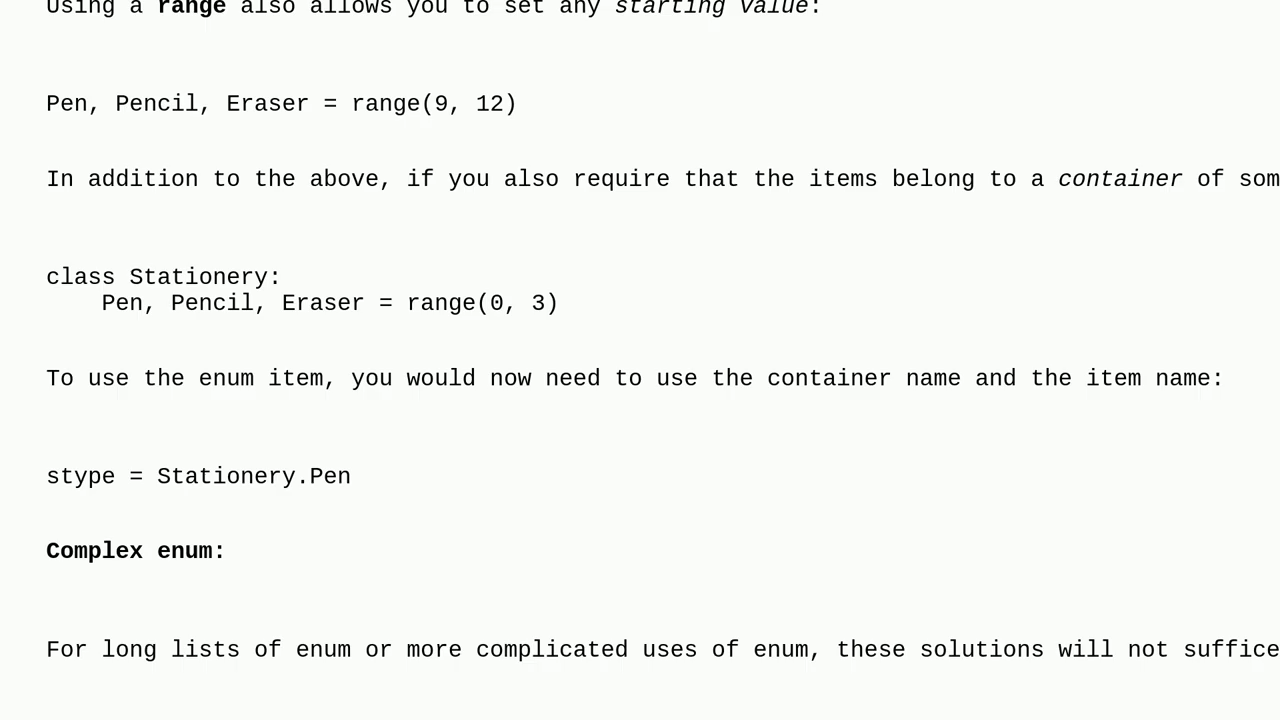 Using a range also allows you to set any starting value:
Pen, Pencil, Eraser = range(9, 12)
In addition to the above, if you also require that the items belong to a container of som
class Stationery:
    Pen, Pencil, Eraser = range(0, 3)
To use the enum item, you would now need to use the container name and the item name:
stype = Stationery.Pen
Complex enum:
For long lists of enum or more complicated uses of enum, these solutions will not suffice